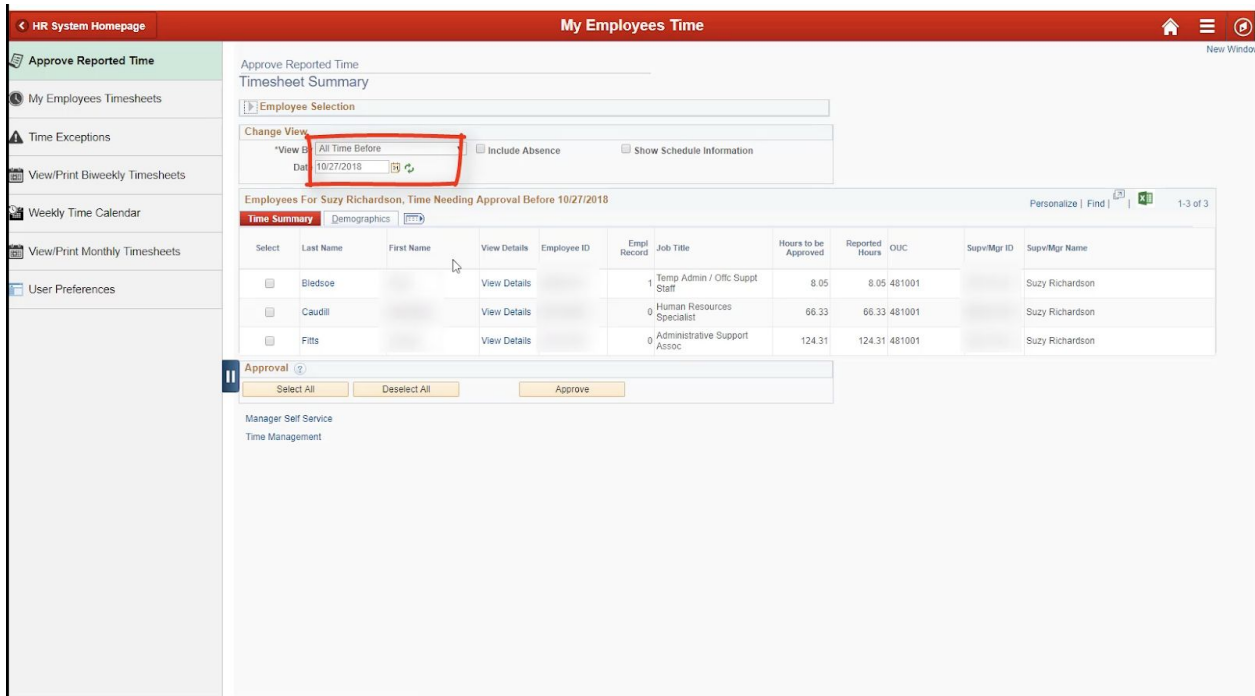 HR System Homepage
My Employees Time
New Window
Approve Reported Time
My Employees Timesheets
Time Exceptions
View/Print Biweekly Timesheets
Weekly Time Calendar
View/Print Monthly Timesheets
User Preferences
Approve Reported Time
Timesheet Summary
Employee Selection
Change View
*View By All Time Before Include Absence Show Schedule Information
Date 10/27/2018
Employees For Suzy Richardson, Time Needing Approval Before 10/27/2018 Personalize | Find | | 1-3 of 3
Time Summary Demographics
Select Last Name First Name View Details Employee ID Empl Record Job Title Hours to be Approved Reported Hours OUC Supv/Mgr ID Supv/Mgr Name
Bledsoe View Details 1 Temp Admin / Offc Suppt Staff 8.05 8.05 481001 Suzy Richardson
Caudill View Details 0 Human Resources Specialist 66.33 66.33 481001 Suzy Richardson
Fitts View Details 0 Administrative Support Assoc 124.31 124.31 481001 Suzy Richardson
Approval
Select All Deselect All Approve
Manager Self Service
Time Management